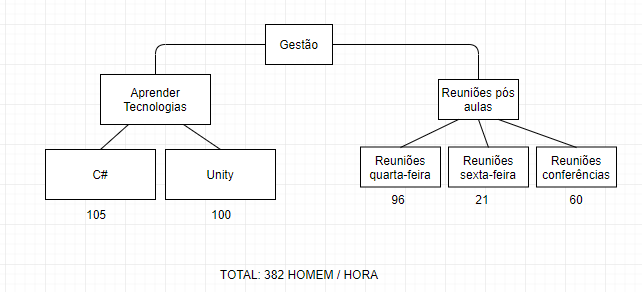 Gestão
Aprender
Tecnologias
Reuniões pós
aulas
C#
Unity
Reuniões
quarta-feira
Reuniões
sexta-feira
Reuniões
conferências
105
100
96
21
60
TOTAL: 382 HOMEM / HORA